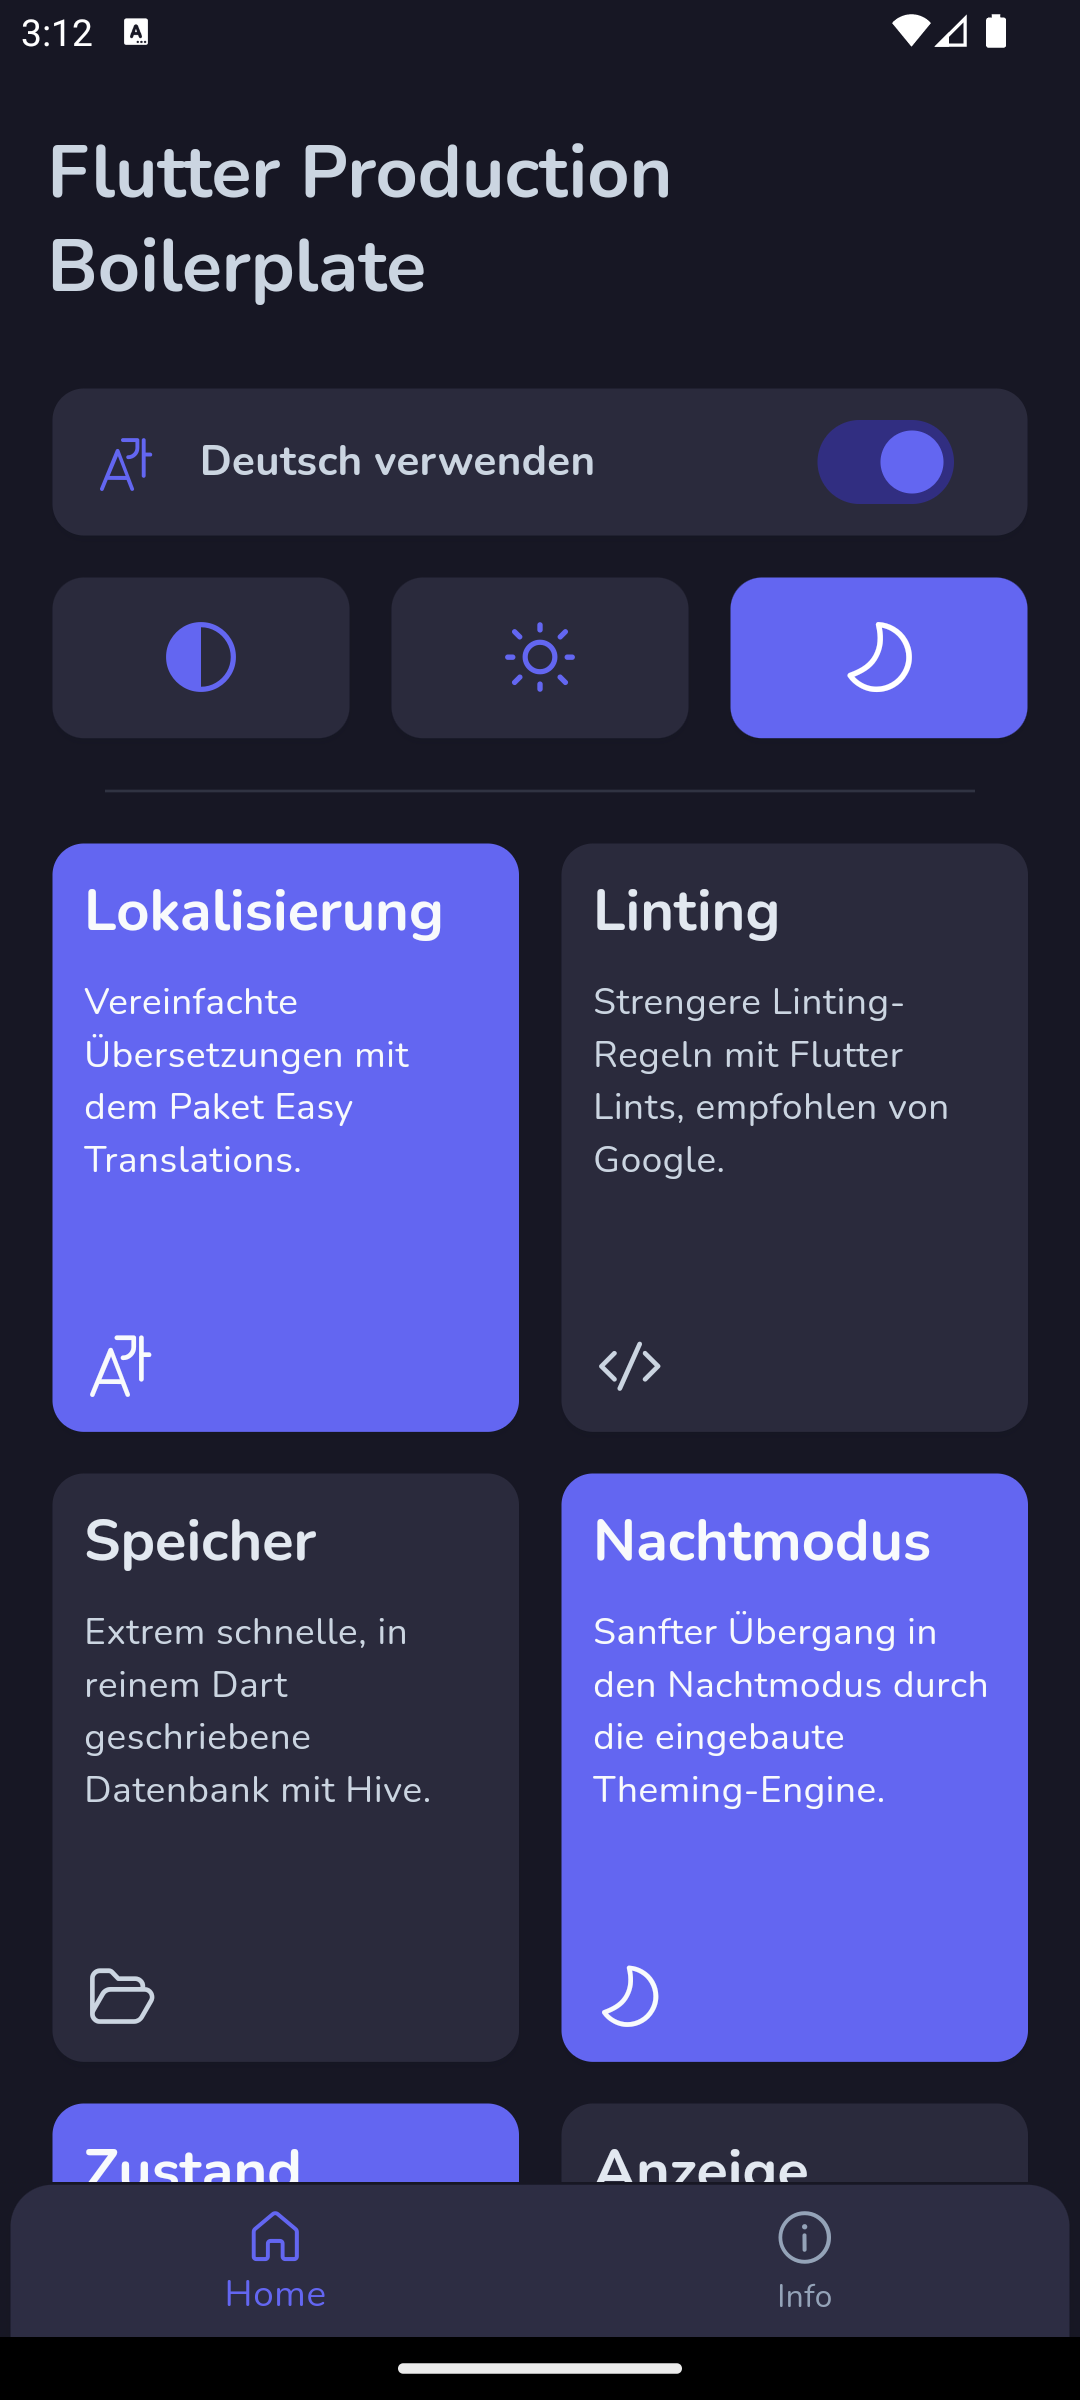 3:12
Flutter Production
Boilerplate
Deutsch verwenden
Lokalisierung
Vereinfachte
Übersetzungen mit
dem Paket Easy
Translations.
Linting
Strengere Linting-
Regeln mit Flutter
Lints, empfohlen von
Google.
Speicher
Extrem schnelle, in
reinem Dart
geschriebene
Datenbank mit Hive.
Nachtmodus
Sanfter Übergang in
den Nachtmodus durch
die eingebaute
Theming-Engine.
Zustand
Anzeige
Home
Info